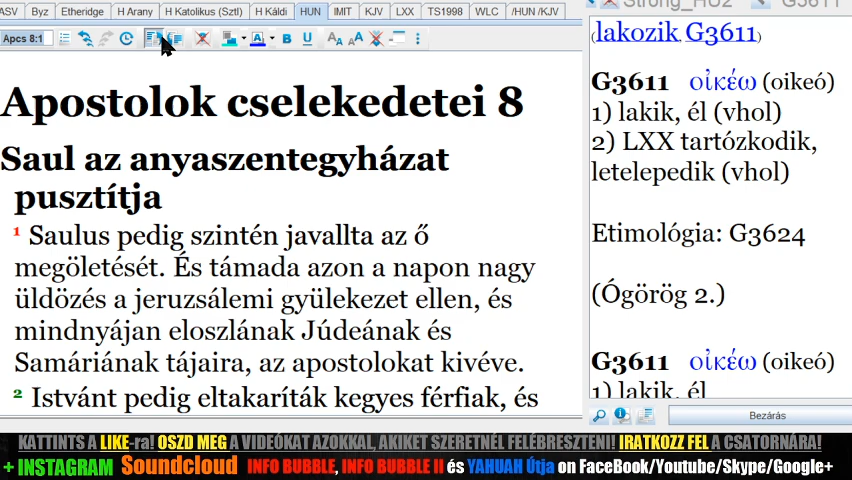 ASV Byz Etheridge H Arany H Katolikus (Sztl) H Káldi HUN IMIT KJV LXX TS1998 WLC /HUN /KJV
Strong_HU2 G3611
Apcs 8:1
(lakozik, G3611)
Apostolok cselekedetei 8
Saul az anyaszentegyházat
pusztítja
1 Saulus pedig szintén javallta az ő
megöletését. És támada azon a napon nagy
üldözés a jeruzsálemi gyülekezet ellen, és
mindnyájan eloszlának Júdeának és
Samáriának tájaira, az apostolokat kivéve.
2 Istvánt pedig eltakaríták kegyes férfiak, és
G3611 οἰκέω (oikeó)
1) lakik, él (vhol)
2) LXX tartózkodik,
letelepedik (vhol)
Etimológia: G3624
(Ógörög 2.)
G3611 οἰκέω (oikeó)
1) lakik, él
Bezárás
KATTINTS A LIKE-ra! OSZD MEG A VIDEÓKAT AZOKKAL, AKIKET SZERETNÉL FELÉBRESZTENI! IRATKOZZ FEL A CSATORNÁRA!
+ INSTAGRAM Soundcloud INFO BUBBLE, INFO BUBBLE II és YAHUAH Útja on FaceBook/Youtube/Skype/Google+